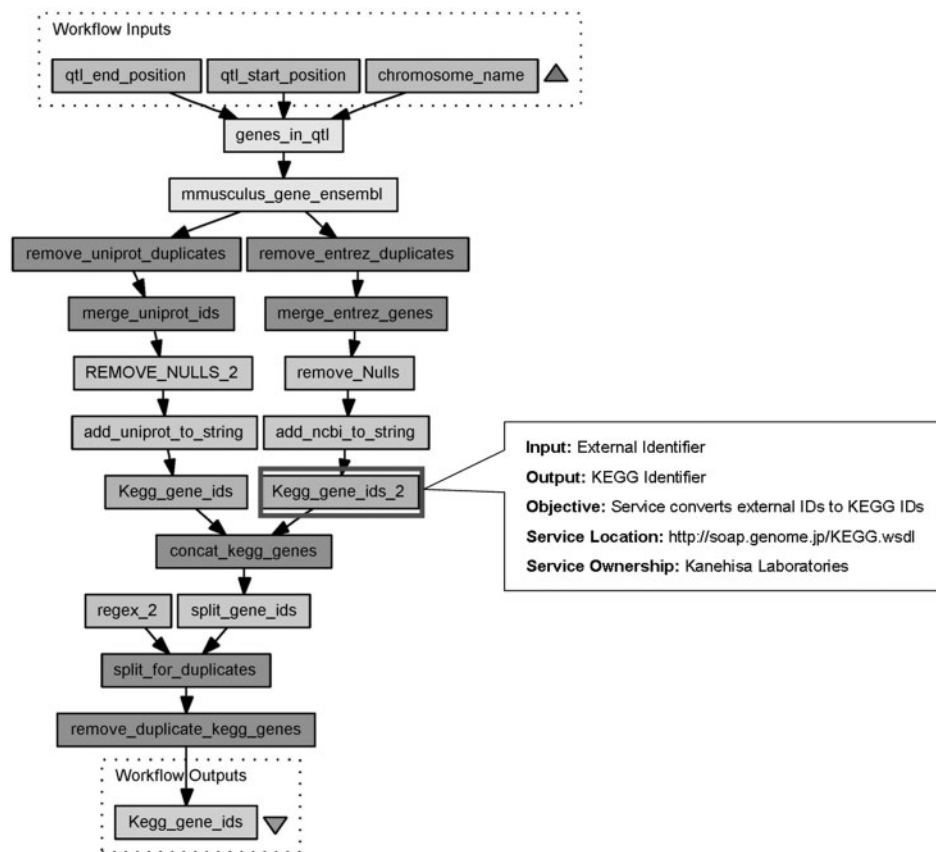 Workflow Inputs
qtl_end_position
qtl_start_position
chromosome_name
genes_in_qtl
mmusculus_gene_ensembl
remove_uniprot_duplicates
remove_entrez_duplicates
merge_uniprot_ids
merge_entrez_genes
REMOVE_NULLS_2
remove_Nulls
add_uniprot_to_string
add_ncbi_to_string
Kegg_gene_ids
Kegg_gene_ids_2
Input: External Identifier
Output: KEGG Identifier
Objective: Service converts external IDs to KEGG IDs
Service Location: http://soap.genome.jp/KEGG.wsdl
Service Ownership: Kanehisa Laboratories
concat_kegg_genes
regex_2
split_gene_ids
split_for_duplicates
remove_duplicate_kegg_genes
Workflow Outputs
Kegg_gene_ids